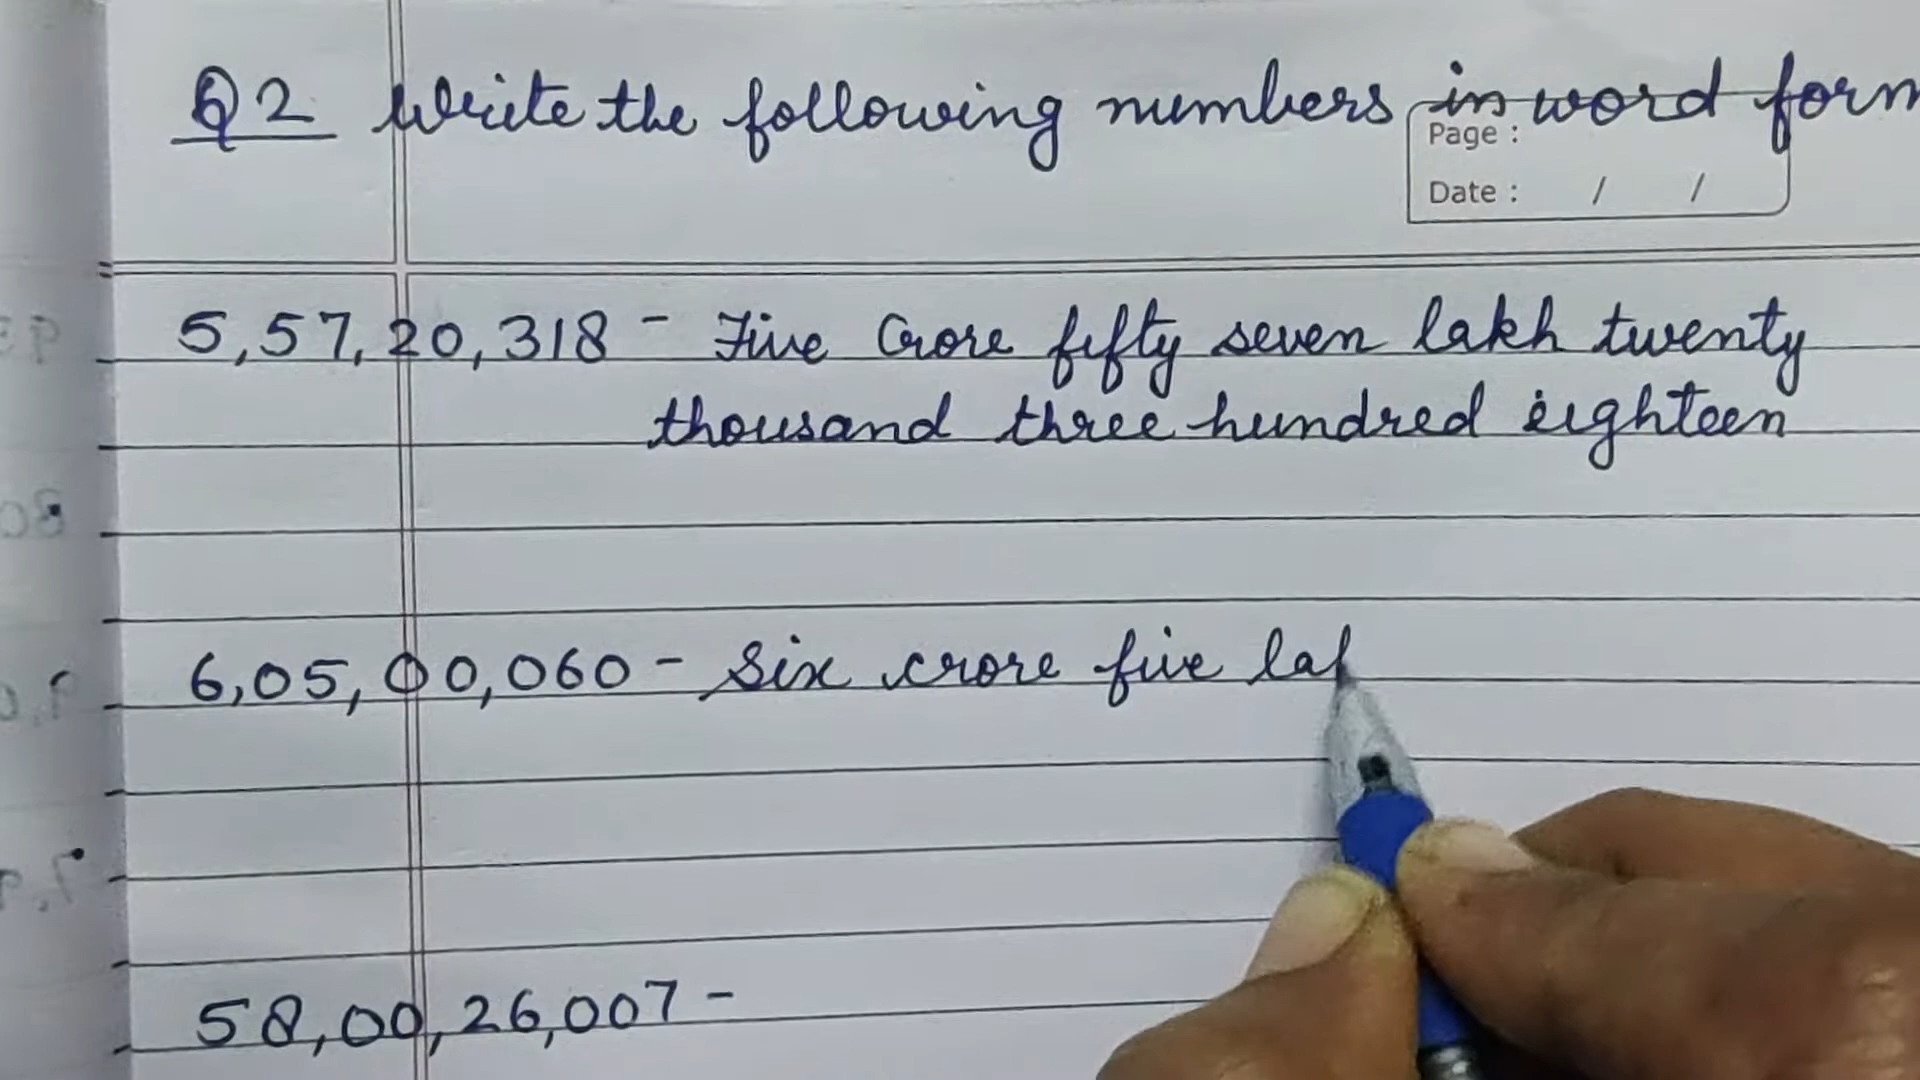 Q2 Write the following numbers in word form
Page :
Date : / /
5,57,20,318 - Five Crore fifty seven lakh twenty
thousand three hundred eighteen
6,05,00,060 - Six crore five lak
58,00,26,007 -